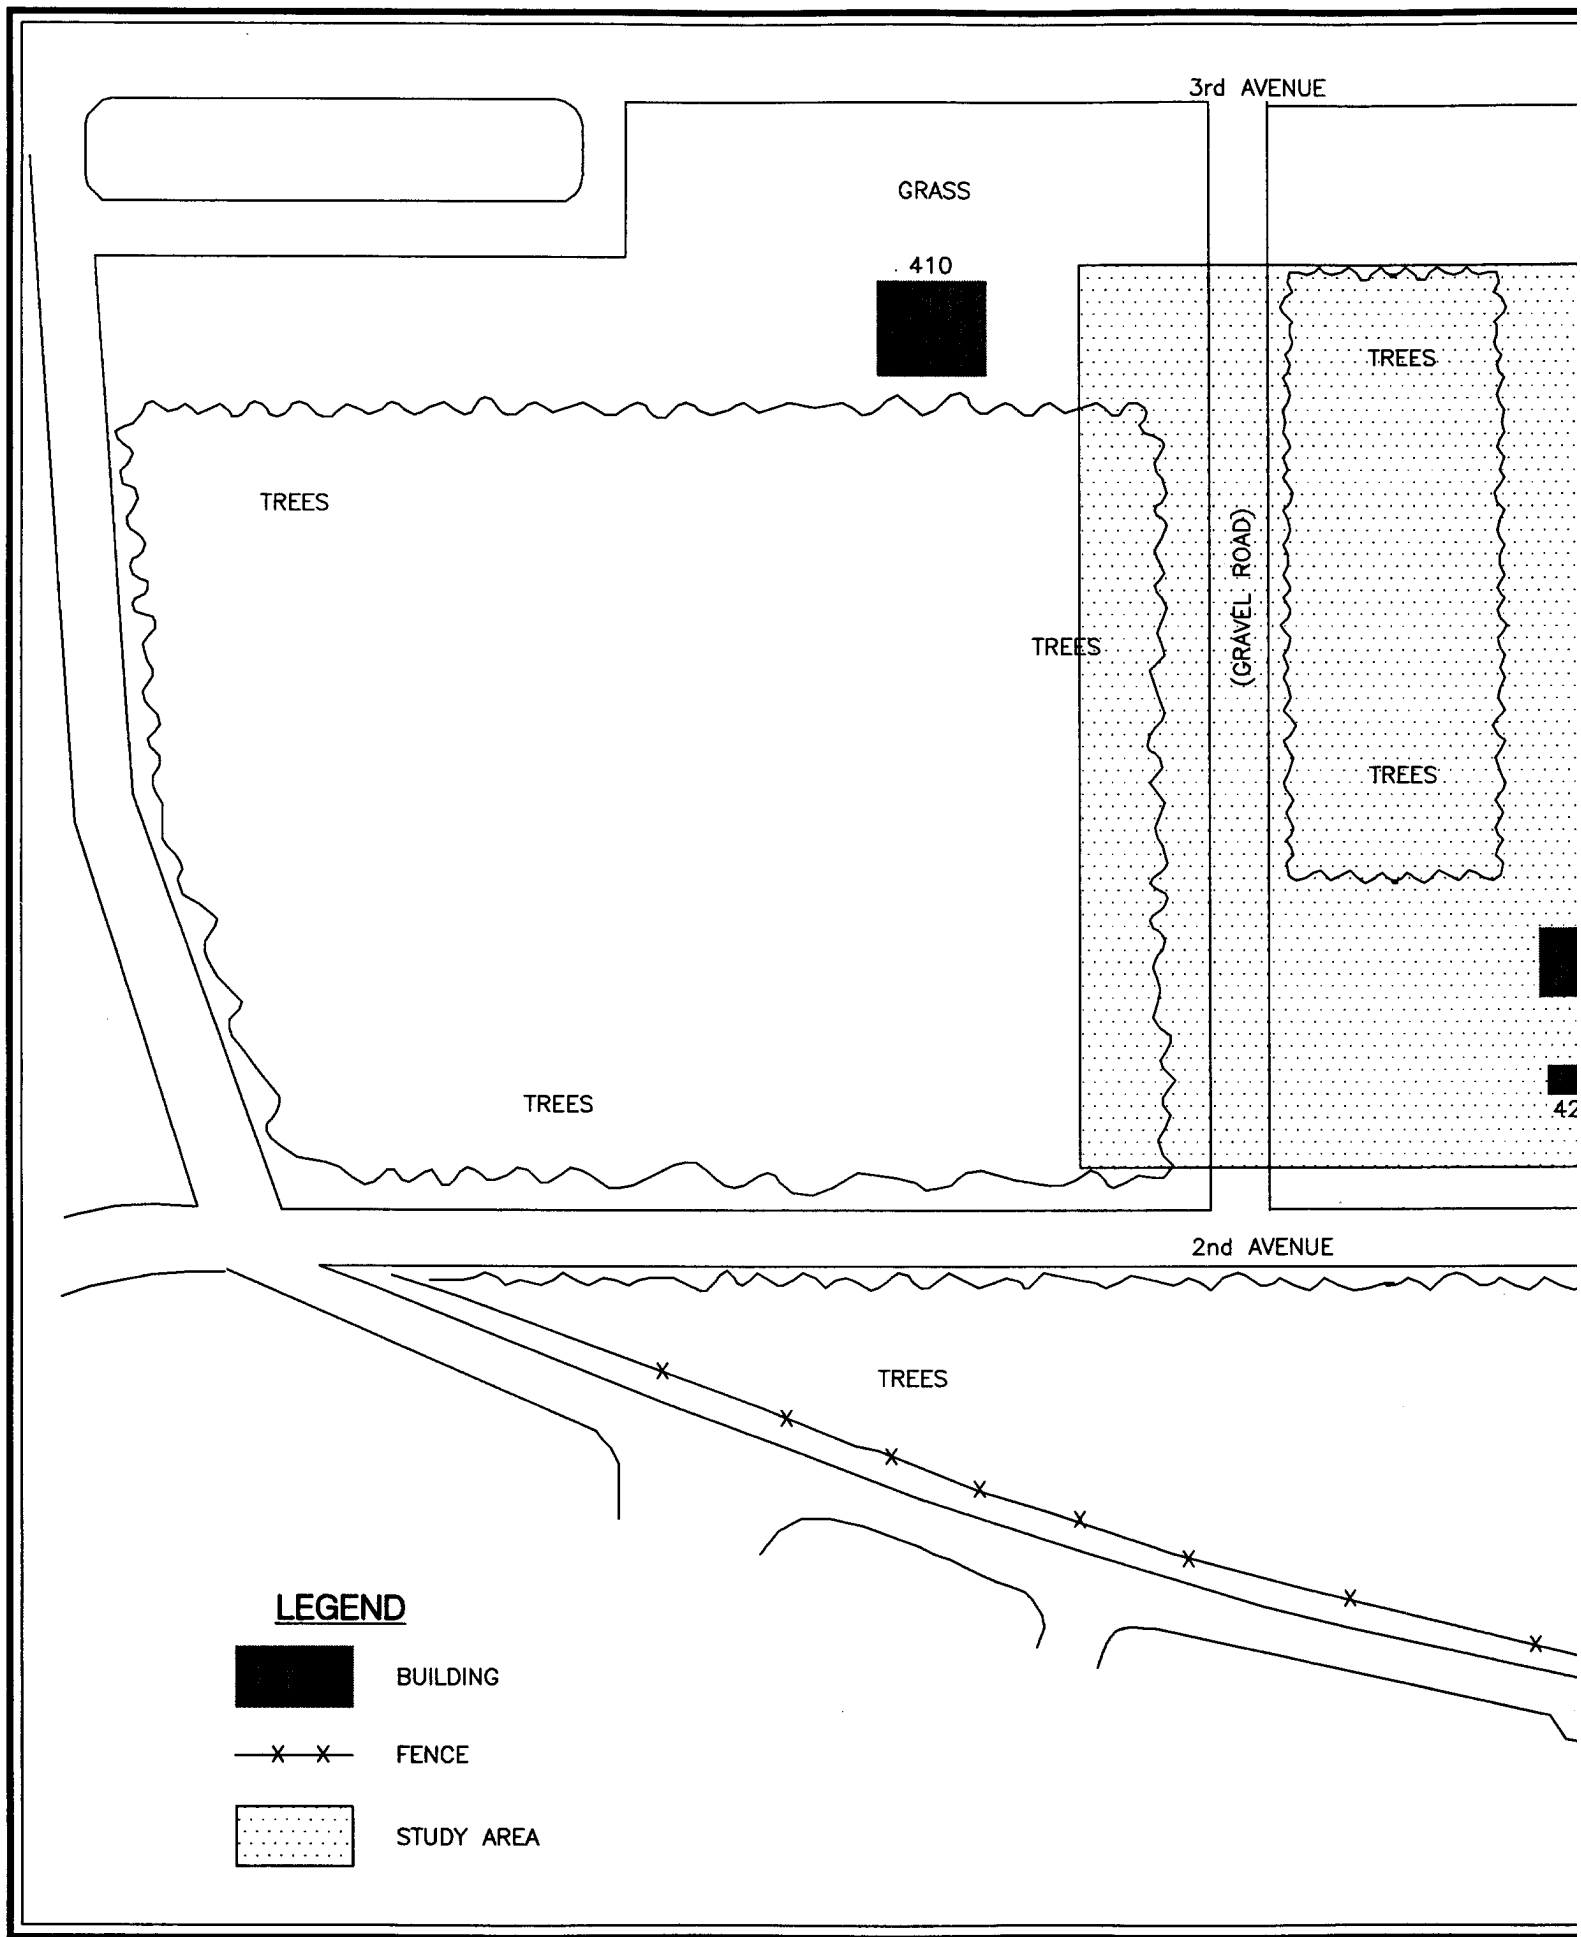 3rd AVENUE
GRASS
410
TREES
TREES
(GRAVEL ROAD)
TREES
TREES
TREES
42
2nd AVENUE
TREES
LEGEND
BUILDING
FENCE
STUDY AREA